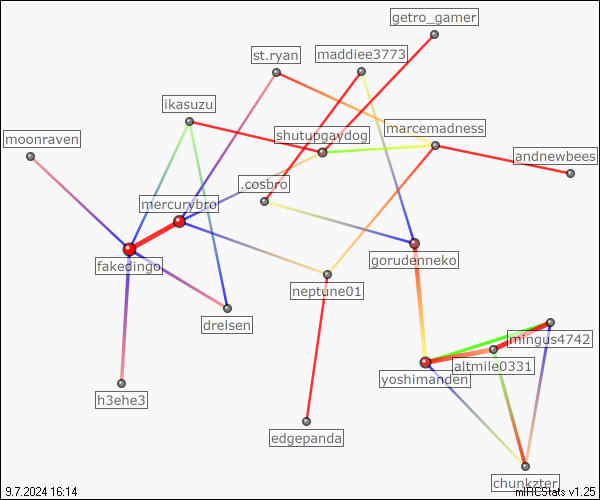 getro_gamer
st.ryan
maddiee3773
ikasuzu
shutupgaydog
marcemadness
moonraven
andnewbees
.cosbro
mercurybro
fakedingo
gorudenneko
neptune01
drelsen
mingus4742
altmile0331
yoshimanden
h3ehe3
edgepanda
chunkzter
9.7.2024 16:14
mIRCStats v1.25